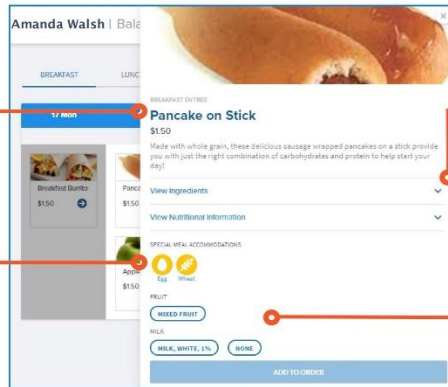 Amanda Walsh | Bala
BREAKFAST LUNC
17 Mon
Breakfast Burrito
$1.50
Panca
$1.50
Apple
$1.50
BREAKFAST ENTREE
Pancake on Stick
$1.50
Made with whole grain, these delicious sausage wrapped pancakes on a stick provide
you with just the right combination of carbohydrates and protein to help start your
day!
View Ingredients
View Nutritional Information
SPECIAL MEAL ACCOMMODATIONS
Egg Wheat
FRUIT
MIXED FRUIT
MILK
MILK, WHITE, 1% NONE
ADD TO ORDER